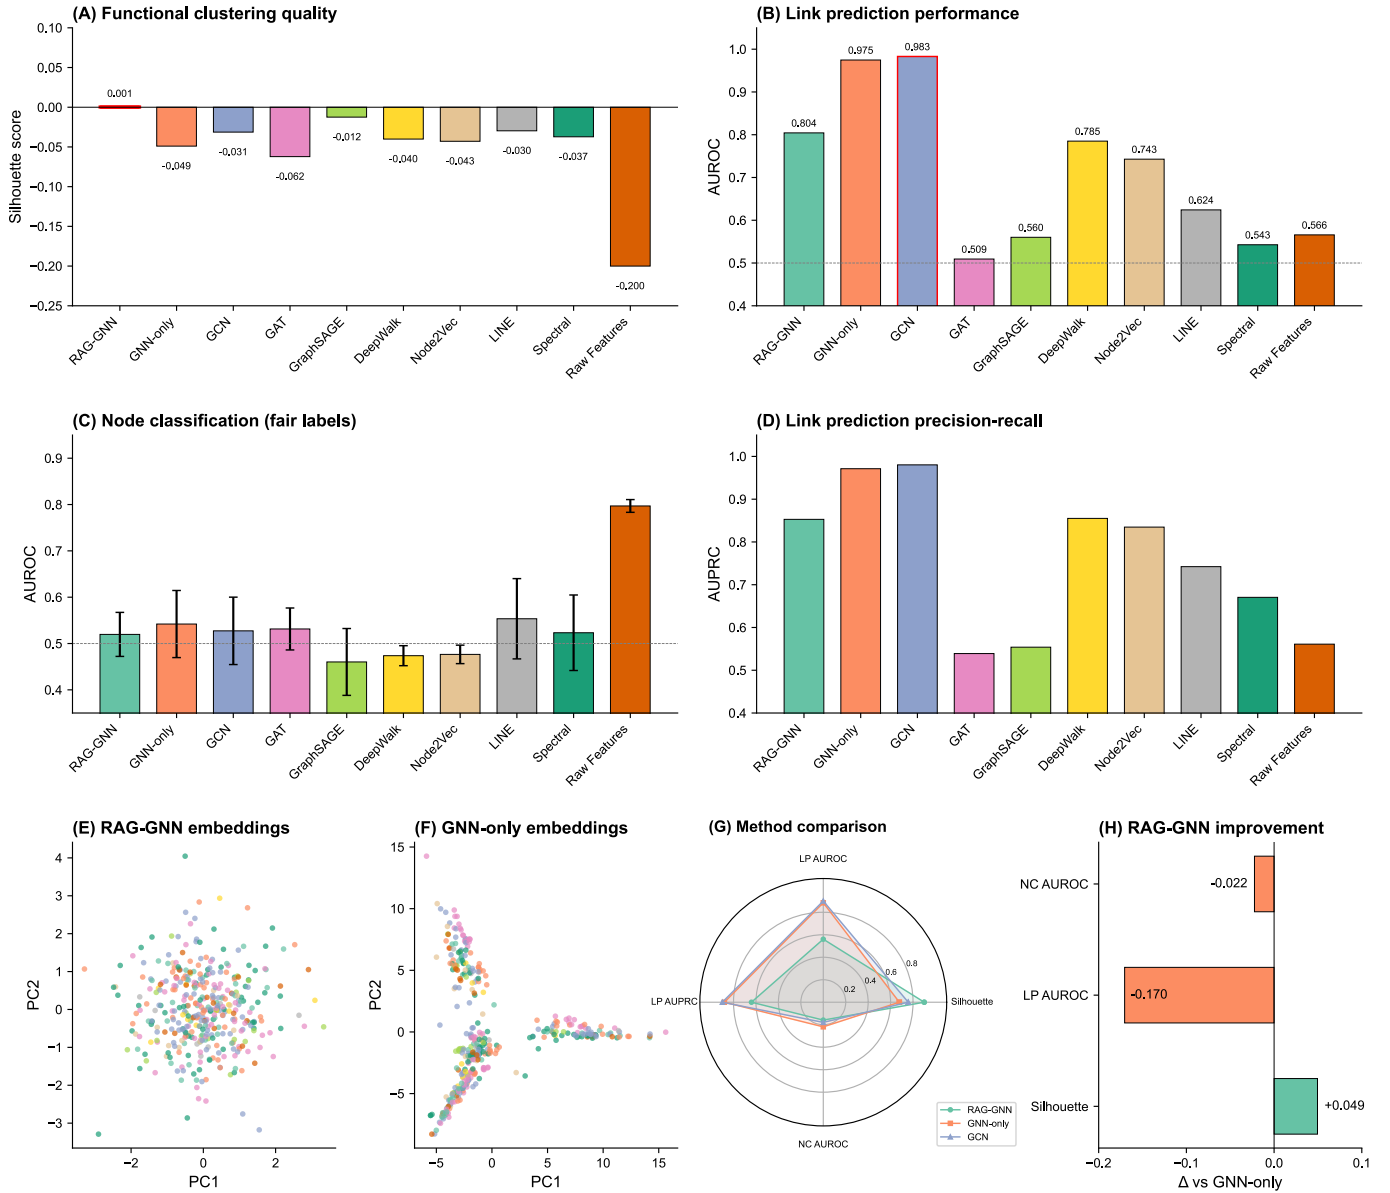 (A) Functional clustering quality
0.10
0.05
0.00
−0.05
−0.10
−0.15
−0.20
−0.25
Silhouette score
0.001
-0.049
-0.031
-0.062
-0.012
-0.040
-0.043
-0.030
-0.037
-0.200
RAG-GNN
GNN-only
GCN
GAT
GraphSAGE
DeepWalk
Node2Vec
LINE
Spectral
Raw Features
(B) Link prediction performance
1.0
0.9
0.8
0.7
0.6
0.5
0.4
AUROC
0.804
0.975
0.983
0.509
0.560
0.785
0.743
0.624
0.543
0.566
RAG-GNN
GNN-only
GCN
GAT
GraphSAGE
DeepWalk
Node2Vec
LINE
Spectral
Raw Features
(C) Node classification (fair labels)
0.9
0.8
0.7
0.6
0.5
0.4
AUROC
RAG-GNN
GNN-only
GCN
GAT
GraphSAGE
DeepWalk
Node2Vec
LINE
Spectral
Raw Features
(D) Link prediction precision-recall
1.0
0.9
0.8
0.7
0.6
0.5
0.4
AUPRC
RAG-GNN
GNN-only
GCN
GAT
GraphSAGE
DeepWalk
Node2Vec
LINE
Spectral
Raw Features
(E) RAG-GNN embeddings
4
3
2
1
0
−1
−2
−3
PC2
−2
0
2
PC1
(F) GNN-only embeddings
15
10
5
0
−5
PC2
−5
0
5
10
15
PC1
(G) Method comparison
LP AUROC
0.8
0.6
0.4
0.2
LP AUPRC
Silhouette
NC AUROC
RAG-GNN
GNN-only
GCN
(H) RAG-GNN improvement
NC AUROC
-0.022
LP AUROC
-0.170
Silhouette
+0.049
−0.2
−0.1
0.0
0.1
Δ vs GNN-only